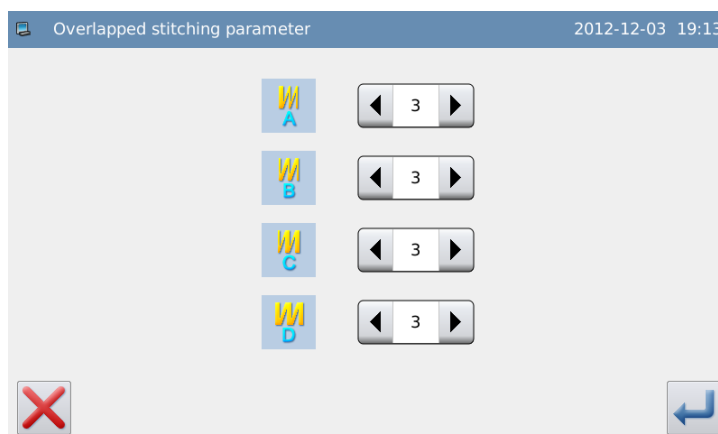 Overlapped stitching parameter 2012-12-03 19:13
A 3
B 3
C 3
D 3